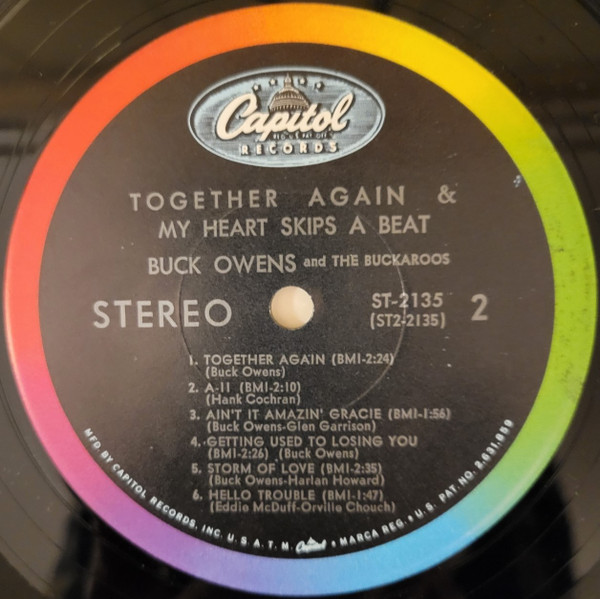 Capitol
RECORDS
TOGETHER AGAIN &
MY HEART SKIPS A BEAT
BUCK OWENS and THE BUCKAROOS
STEREO
ST-2135
(ST2-2135)
2
1. TOGETHER AGAIN (BMI-2:24)
(Buck Owens)
2. A-11 (BMI-2:10)
(Hank Cochran)
3. AIN'T IT AMAZIN' GRACIE (BMI-1:56)
(Buck Owens-Glen Garrison)
4. GETTING USED TO LOSING YOU
(BMI-2:26) (Buck Owens)
5. STORM OF LOVE (BMI-2:35)
(Buck Owens-Harlan Howard)
6. HELLO TROUBLE (BMI-1:47)
(Eddie McDuff-Orville Chouch)
MFD BY CAPITOL RECORDS, INC. U.S.A. T.M. Capitol • MARCA REG. • U.S. PAT. NO. 2,631,859